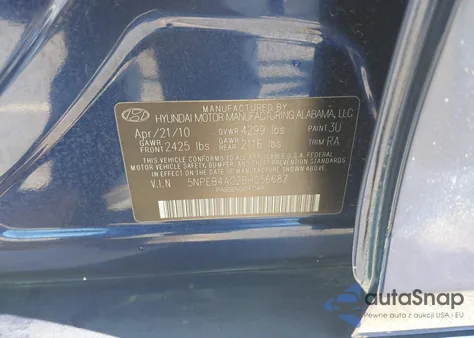 MANUFACTURED BY
HYUNDAI MOTOR MANUFACTURING ALABAMA, LLC
Apr/21/10 GVWR 4299 lbs PAINT 3U
GAWR FRONT 2425 lbs GAWR REAR 2116 lbs TRIM RA
THIS VEHICLE CONFORMS TO ALL APPLICABLE U.S. FEDERAL
MOTOR VEHICLE SAFETY, BUMPER, AND THEFT PREVENTION STANDARDS
IN EFFECT ON THE DATE OF MANUFACTURE SHOWN ABOVE.
V.I.N
PASSENGER CAR
autaSnap
Pewne auta z aukcji USA i EU